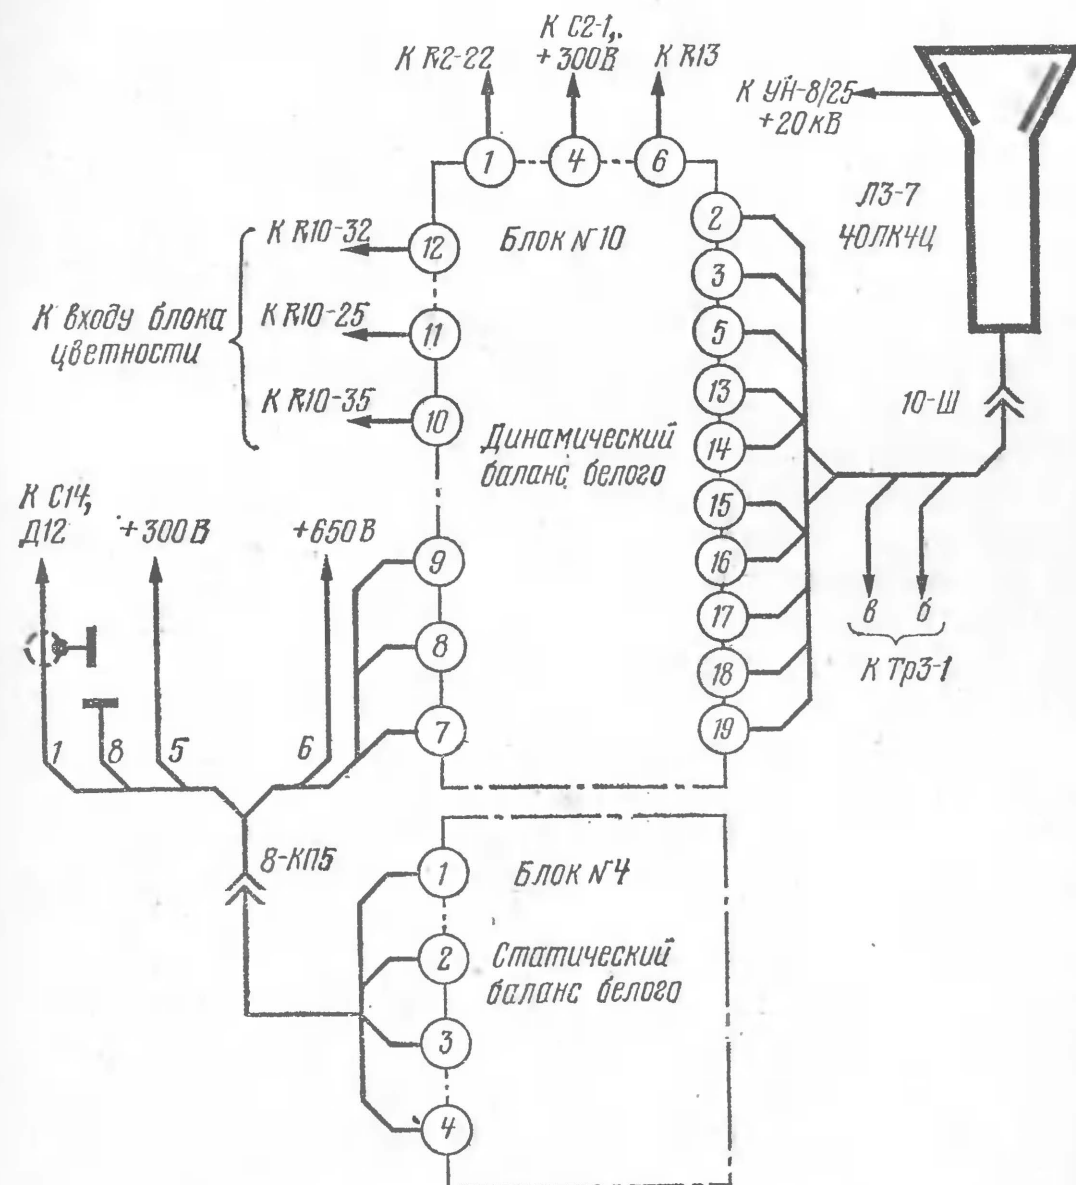 К R2-22
К С2-1,
+300В
К R13
К УН-8/25
+20кВ
1
4
6
Л3-7
40ЛК4Ц
К R10-32
12
Блок №10
2
3
К входу блока
цветности
К R10-25
11
5
К R10-35
10
13
10-Ш
Динамический
баланс белого
14
15
К С14,
Д12
+300В
+650В
9
16
17
в
б
8
18
К Тр3-1
7
19
1
8
5
6
8-КП5
1
Блок №4
2
Статический
баланс белого
3
4